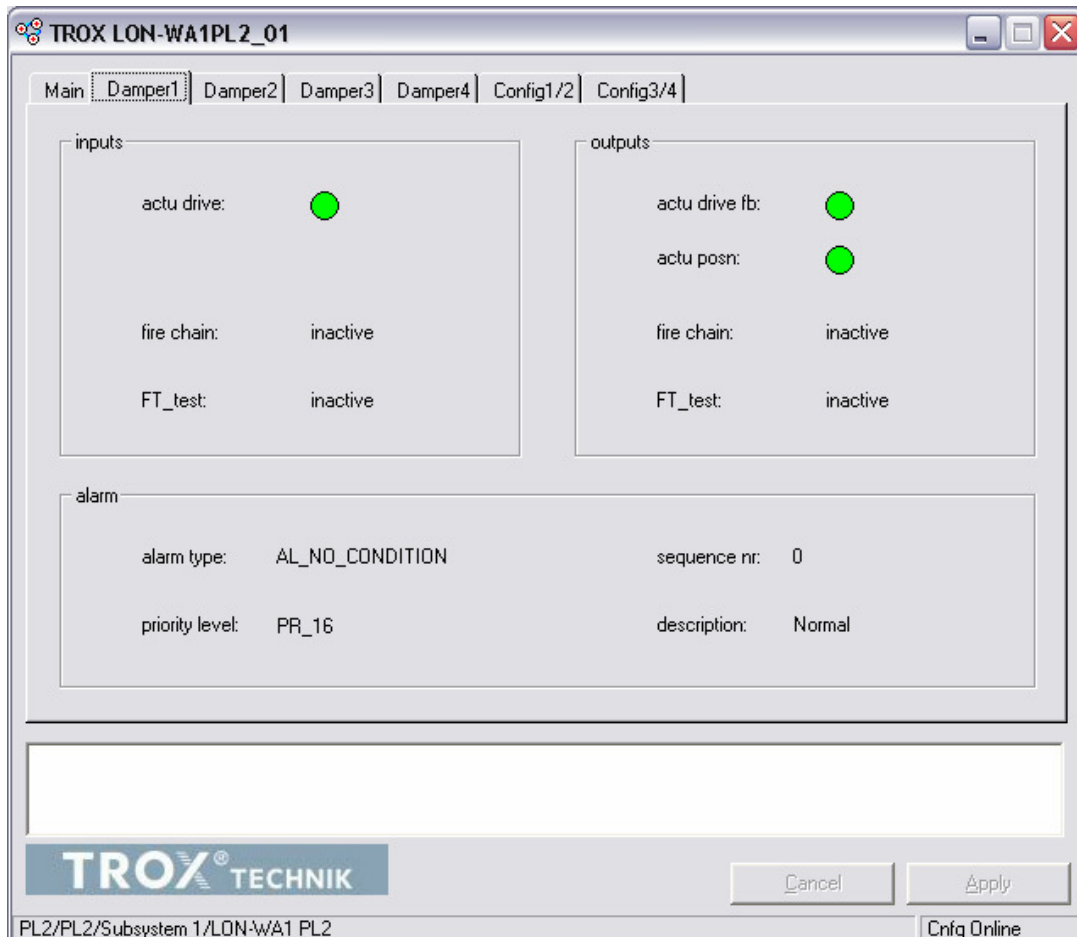 TROX LON-WA1PL2_01
Main Damper1 Damper2 Damper3 Damper4 Config1/2 Config3/4
inputs
actu drive:
fire chain: inactive
FT_test: inactive
outputs
actu drive fb:
actu posn:
fire chain: inactive
FT_test: inactive
alarm
alarm type: AL_NO_CONDITION
sequence nr: 0
priority level: PR_16
description: Normal
TROX® TECHNIK
Cancel Apply
PL2/PL2/Subsystem 1/LON-WA1 PL2 Cnfg Online